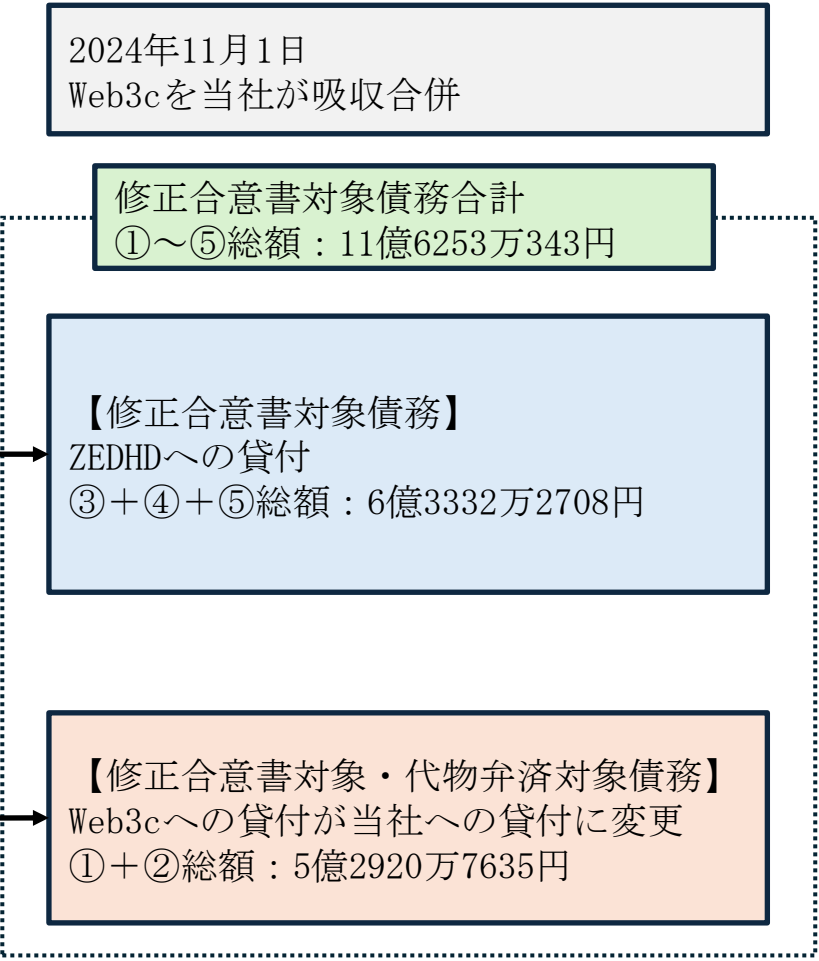 2024年11月1日
Web3cを当社が吸収合併
修正合意書対象債務合計
①～⑤総額：11億6253万343円
【修正合意書対象債務】
ZEDHDへの貸付
③＋④＋⑤総額：6億3332万2708円
【修正合意書対象・代物弁済対象債務】
Web3cへの貸付が当社への貸付に変更
①＋②総額：5億2920万7635円